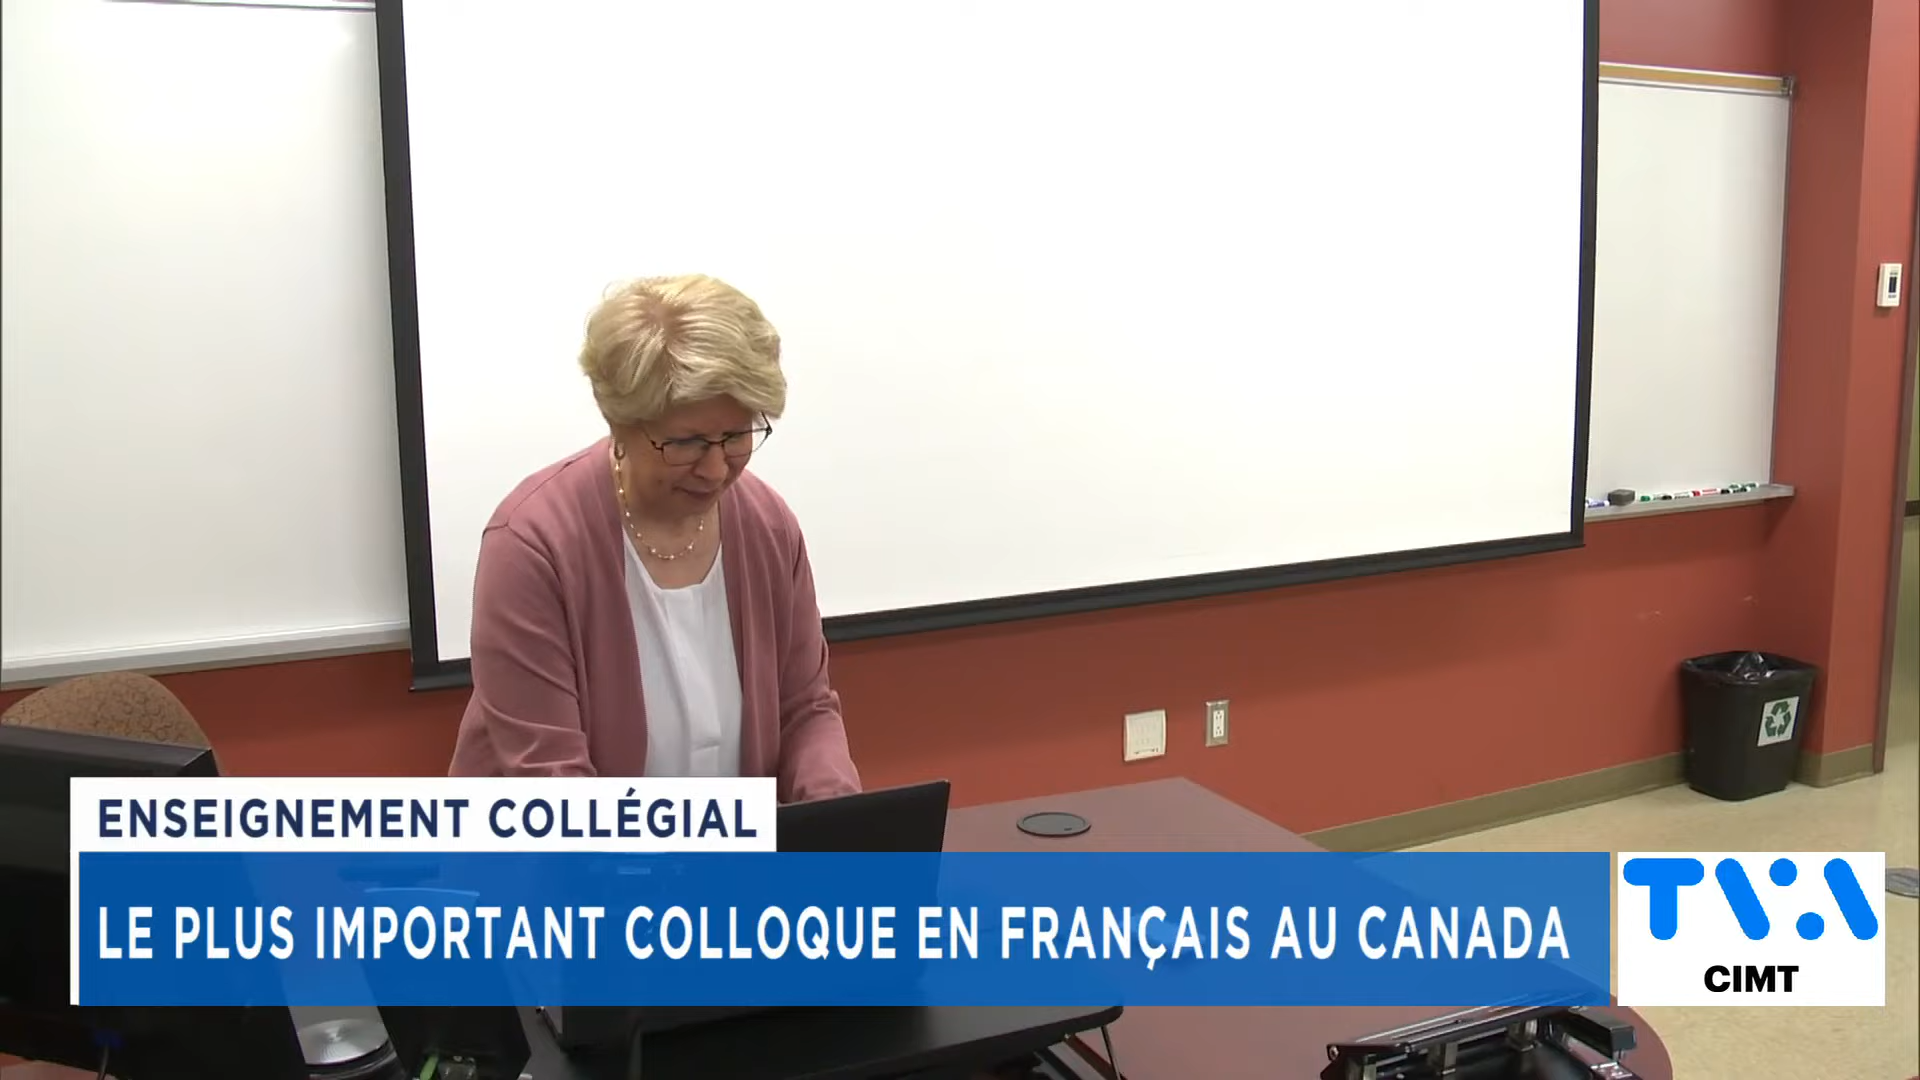 ENSEIGNEMENT COLLÉGIAL
LE PLUS IMPORTANT COLLOQUE EN FRANÇAIS AU CANADA
TVA
CIMT